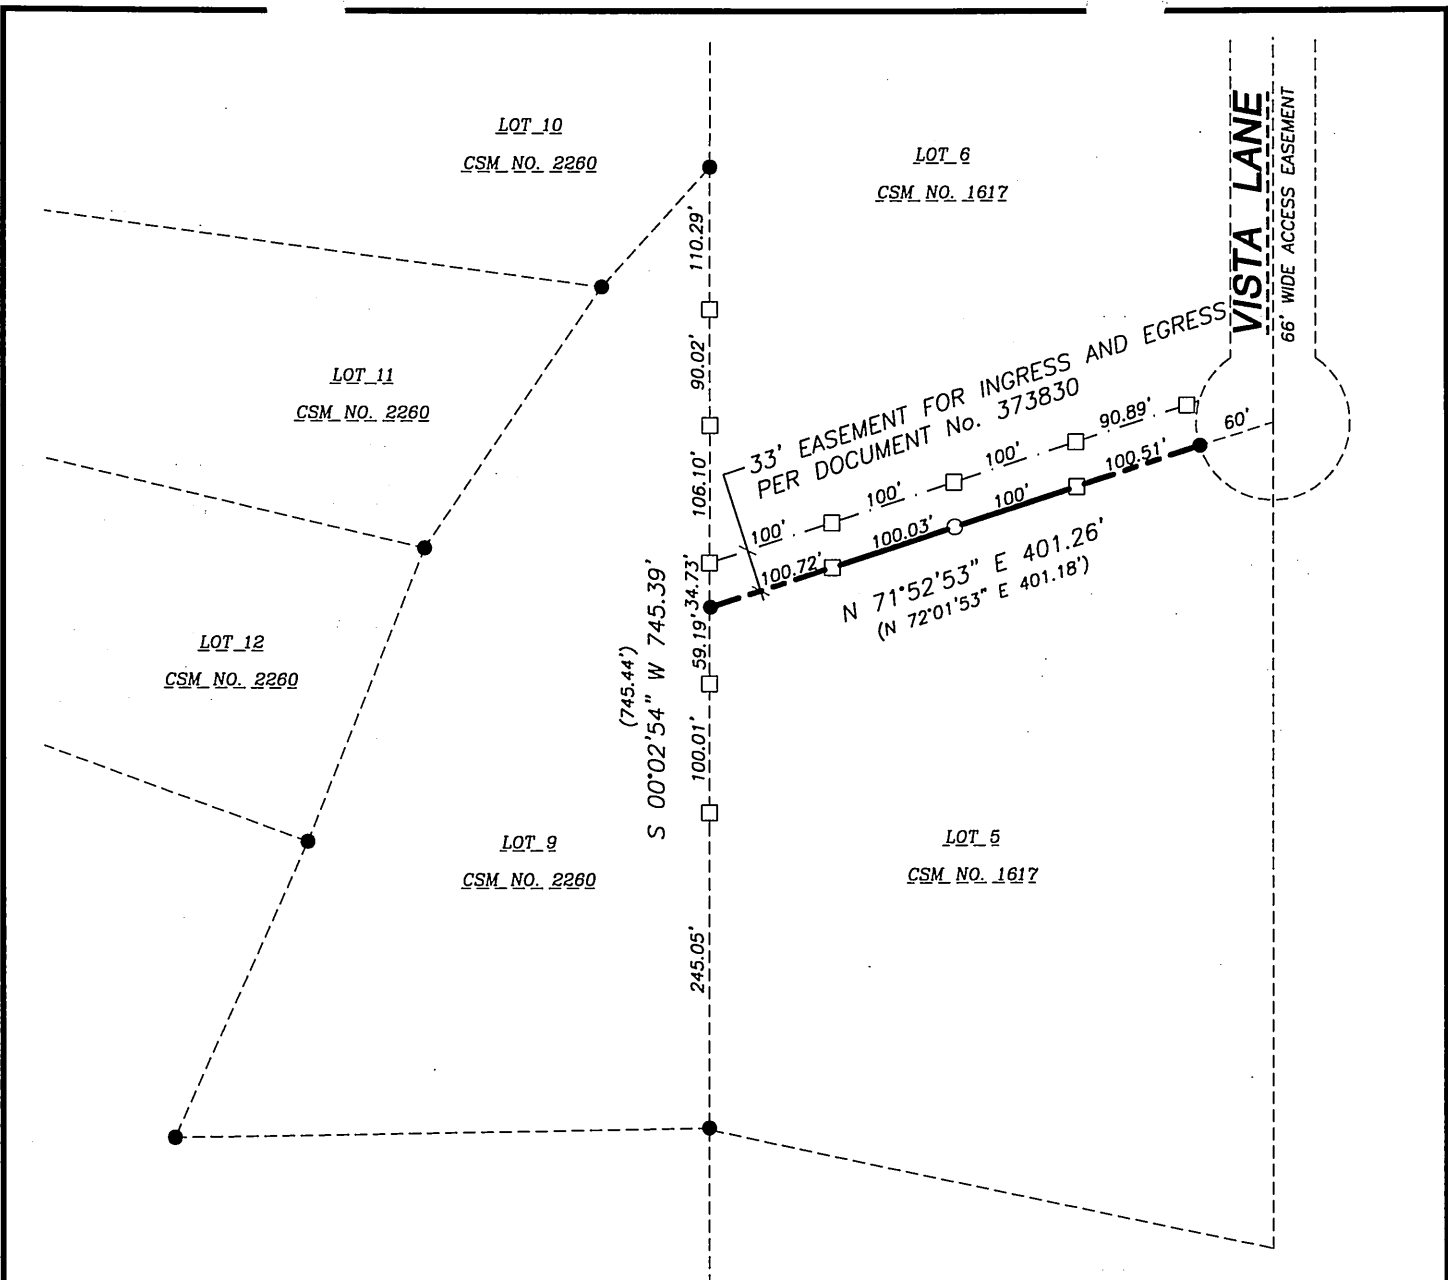 LOT 10
CSM NO. 2260
LOT 6
CSM NO. 1617
VISTA LANE
66' WIDE ACCESS EASEMENT
110.29'
90.02'
106.10'
34.73'
59.19'
100.01'
245.05'
LOT 11
CSM NO. 2260
33' EASEMENT FOR INGRESS AND EGRESS
PER DOCUMENT No. 373830
100'
100'
100'
90.89'
60'
100.72'
100.03'
100'
100.51'
N 71°52'53" E 401.26'
(N 72°01'53" E 401.18')
S 00°02'54" W 745.39'
(745.44')
LOT 12
CSM NO. 2260
LOT 9
CSM NO. 2260
LOT 5
CSM NO. 1617